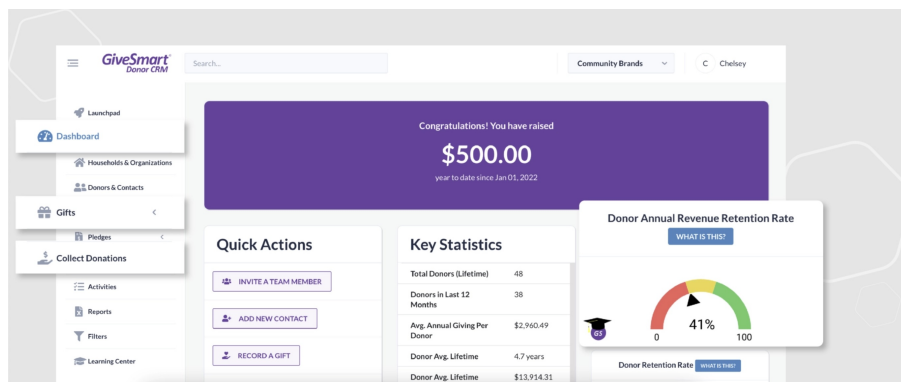 GiveSmart
Donor CRM
Search...
Community Brands
C Chelsey
Launchpad
Dashboard
Households & Organizations
Donors & Contacts
Gifts
Pledges
Collect Donations
Activities
Reports
Filters
Learning Center
Congratulations! You have raised
$500.00
year to date since Jan 01, 2022
Quick Actions
INVITE A TEAM MEMBER
ADD NEW CONTACT
RECORD A GIFT
Key Statistics
Total Donors (Lifetime) 48
Donors in Last 12
Months 38
Avg. Annual Giving Per
Donor $2,960.49
Donor Avg. Lifetime 4.7 years
Donor Avg. Lifetime $13,914.31
Donor Annual Revenue Retention Rate
WHAT IS THIS?
GS
41%
0 100
Donor Retention Rate WHAT IS THIS?